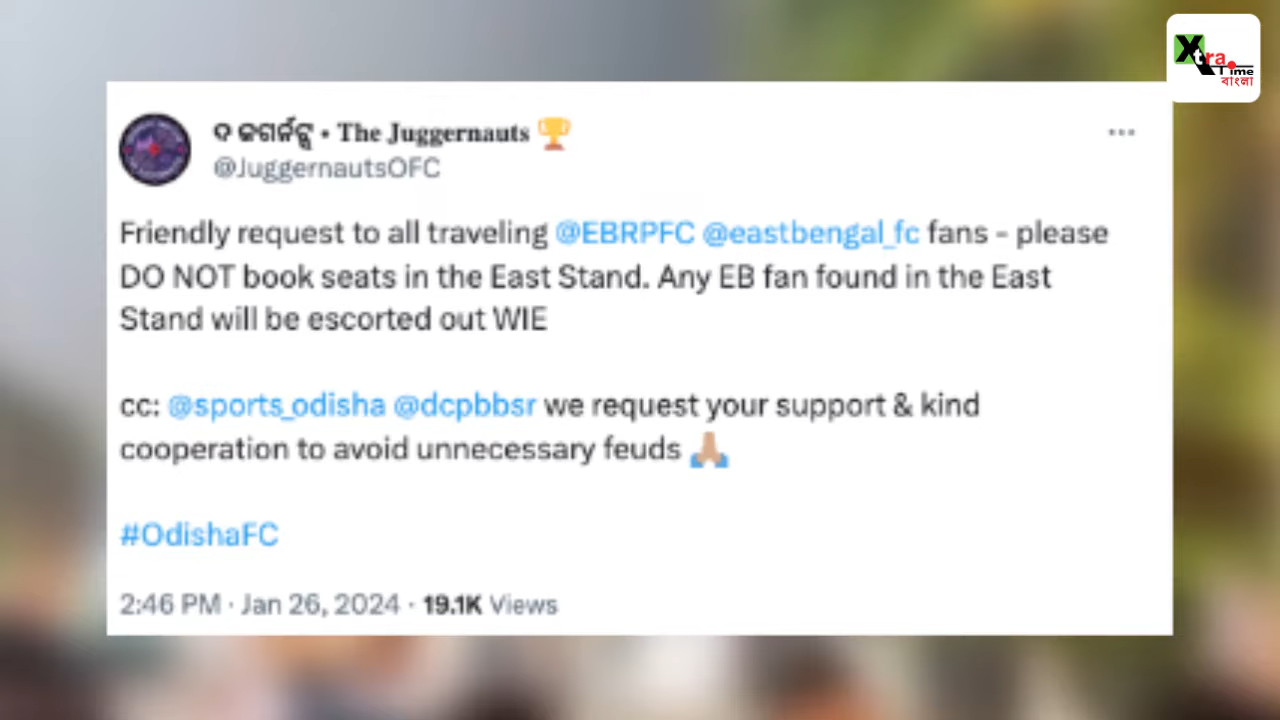 Xtra Time
বাংলা
ଦ ଜଗର୍ନଟ୍ସ • The Juggernauts 🏆
@JuggernautsOFC
Friendly request to all traveling @EBRPFC @eastbengal_fc fans - please
DO NOT book seats in the East Stand. Any EB fan found in the East
Stand will be escorted out WIE
cc: @sports_odisha @dcpbbsr we request your support & kind
cooperation to avoid unnecessary feuds 🙏🏼
#OdishaFC
2:46 PM · Jan 26, 2024 · 19.1K Views